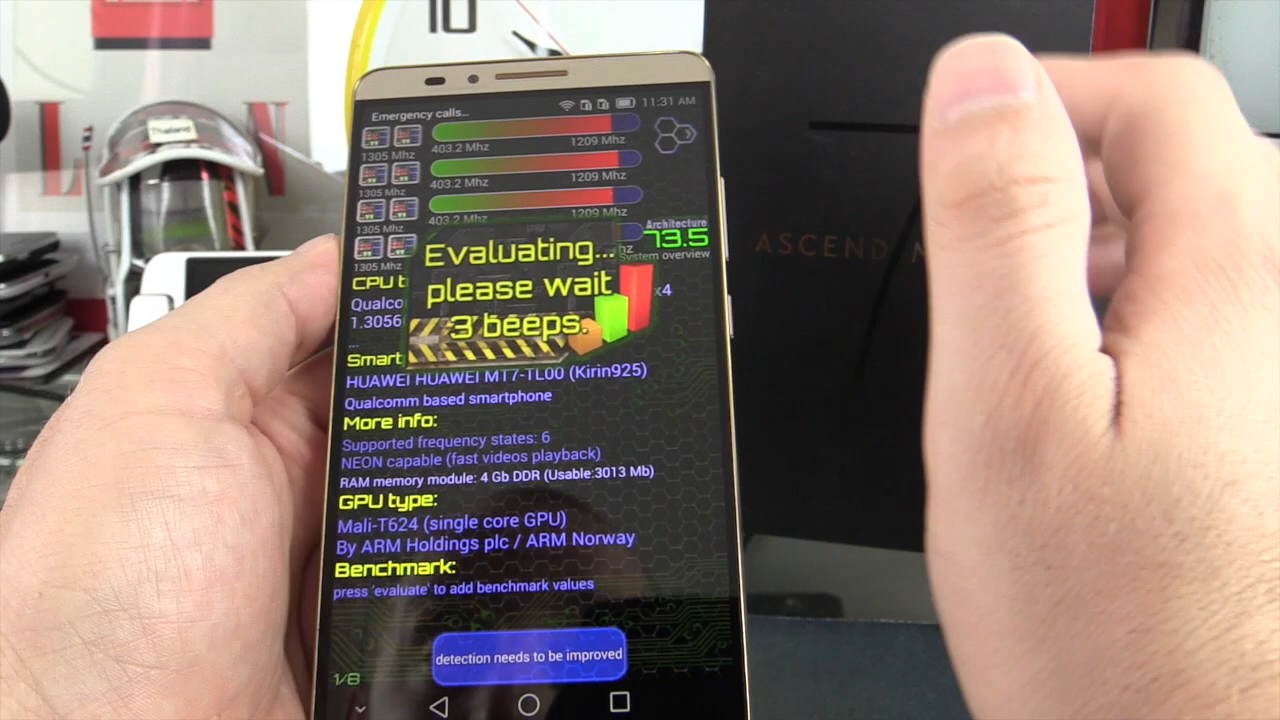 10
Thailand
ASCEND
Emergency calls...
11:31 AM
1305 Mhz
403.2 Mhz
1209 Mhz
1305 Mhz
403.2 Mhz
1209 Mhz
1305 Mhz
403.2 Mhz
1209 Mhz
1305 Mhz
hz
Architecture
73.5
System overview
x4
Evaluating...
please wait
3 beeps.
CPU t
Qualco
1.3056
...
Smart
HUAWEI HUAWEI MT7-TL00 (Kirin925)
Qualcomm based smartphone
More info:
Supported frequency states: 6
NEON capable (fast videos playback)
RAM memory module: 4 Gb DDR (Usable:3013 Mb)
GPU type:
Mali-T624 (single core GPU)
By ARM Holdings plc / ARM Norway
Benchmark:
press 'evaluate' to add benchmark values
detection needs to be improved
1/8